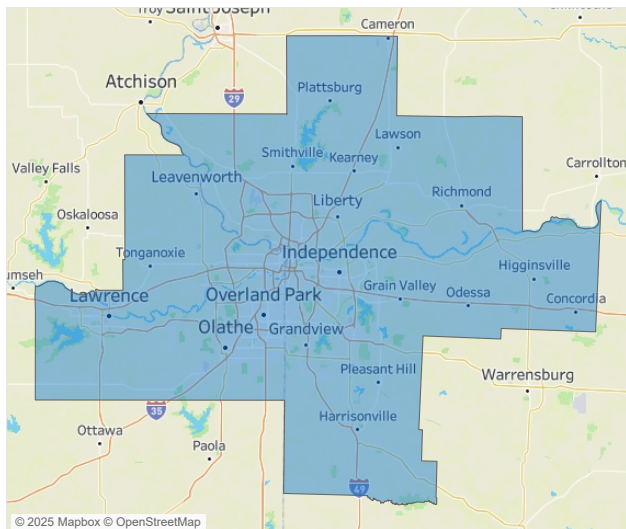 Troy
Saint Joseph
Cameron
Plattsburg
Atchison
29
Lawson
Smithville
Kearney
Valley Falls
Carrollton
Leavenworth
Richmond
Liberty
Oskaloosa
Tonganoxie
Independence
Higginsville
umseh
Grain Valley
Lawrence
Overland Park
Odessa
Concordia
Olathe
Grandview
Pleasant Hill
Warrensburg
35
Harrisonville
Ottawa
Paola
49
© 2025 Mapbox © OpenStreetMap